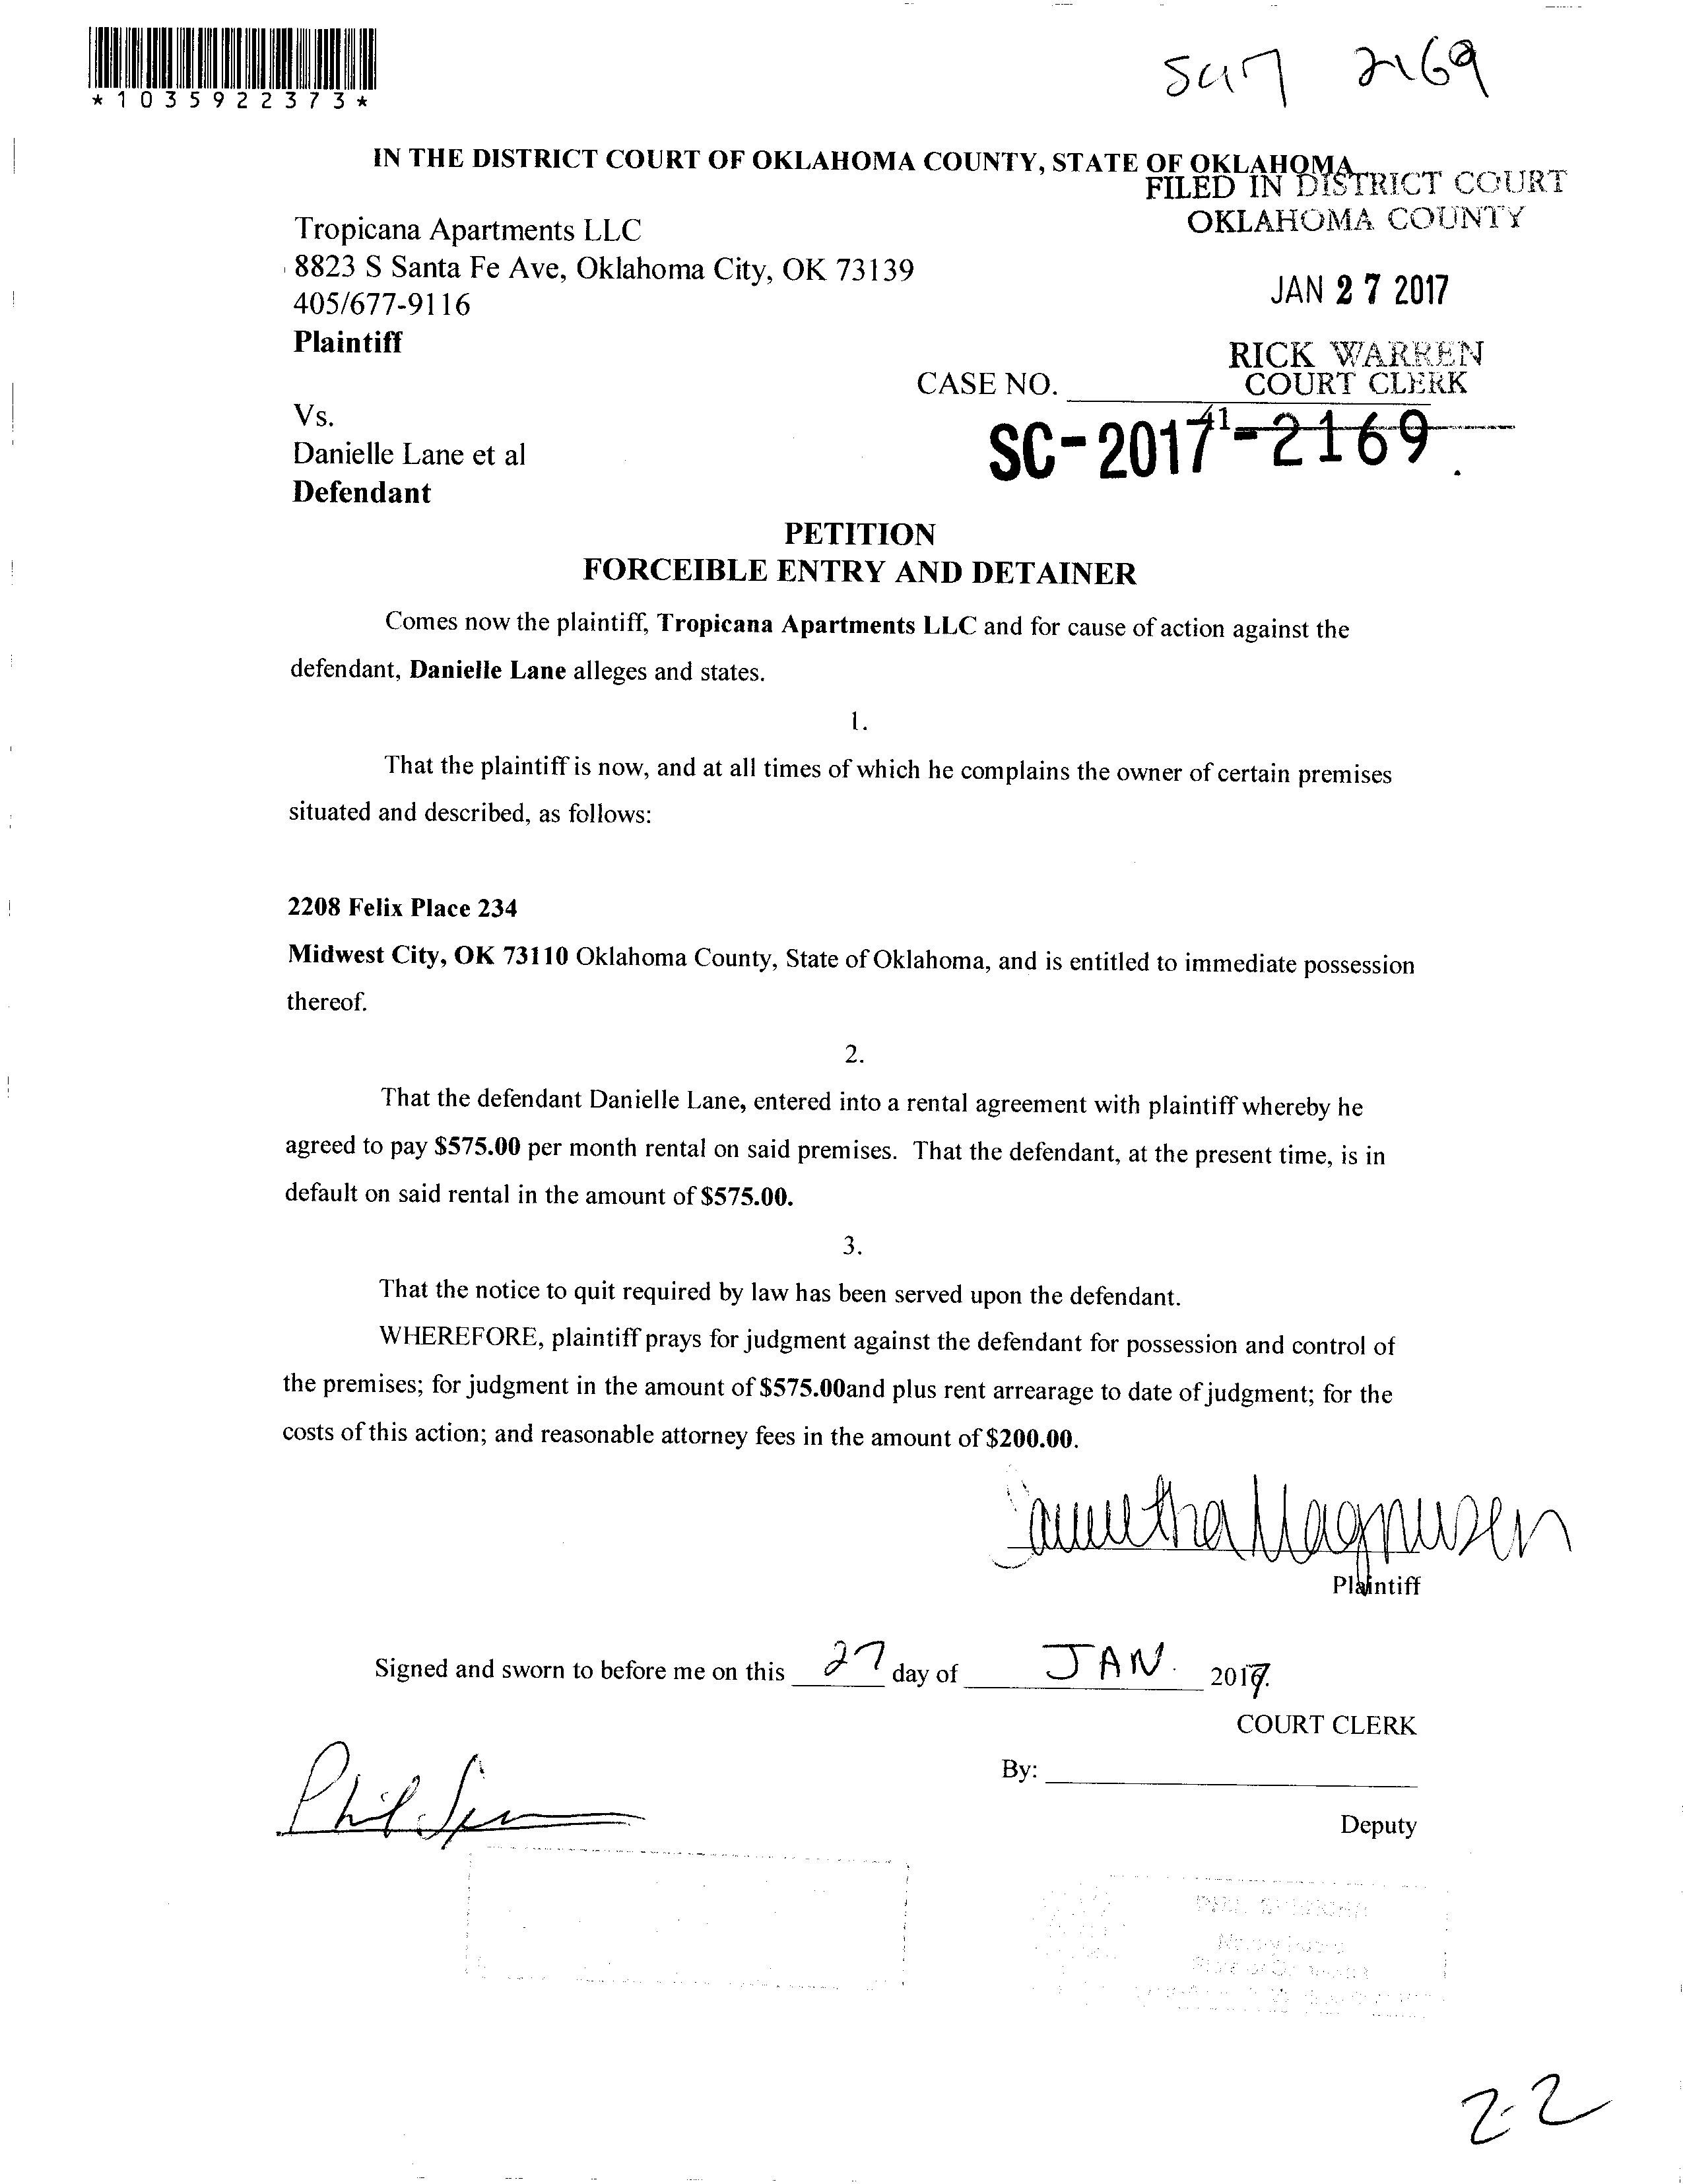 *1035922373*
SC17 2169
IN THE DISTRICT COURT OF OKLAHOMA COUNTY, STATE OF OKLAHOMA
FILED IN DISTRICT COURT
OKLAHOMA COUNTY
Tropicana Apartments LLC
8823 S Santa Fe Ave, Oklahoma City, OK 73139
405/677-9116
Plaintiff
JAN 27 2017
RICK WARREN
COURT CLERK
CASE NO.
41
SC-2017-2169
Vs.
Danielle Lane et al
Defendant
PETITION
FORCEIBLE ENTRY AND DETAINER
Comes now the plaintiff, Tropicana Apartments LLC and for cause of action against the
defendant, Danielle Lane alleges and states.
1.
That the plaintiff is now, and at all times of which he complains the owner of certain premises
situated and described, as follows:
2208 Felix Place 234
Midwest City, OK 73110 Oklahoma County, State of Oklahoma, and is entitled to immediate possession
thereof.
2.
That the defendant Danielle Lane, entered into a rental agreement with plaintiff whereby he
agreed to pay $575.00 per month rental on said premises. That the defendant, at the present time, is in
default on said rental in the amount of $575.00.
3.
That the notice to quit required by law has been served upon the defendant.
WHEREFORE, plaintiff prays for judgment against the defendant for possession and control of
the premises; for judgment in the amount of $575.00and plus rent arrearage to date of judgment; for the
costs of this action; and reasonable attorney fees in the amount of $200.00.
Magnusen
Plaintiff
Signed and sworn to before me on this 27 day of JAN. 2017.
COURT CLERK
By:
Phil
Deputy
2-2